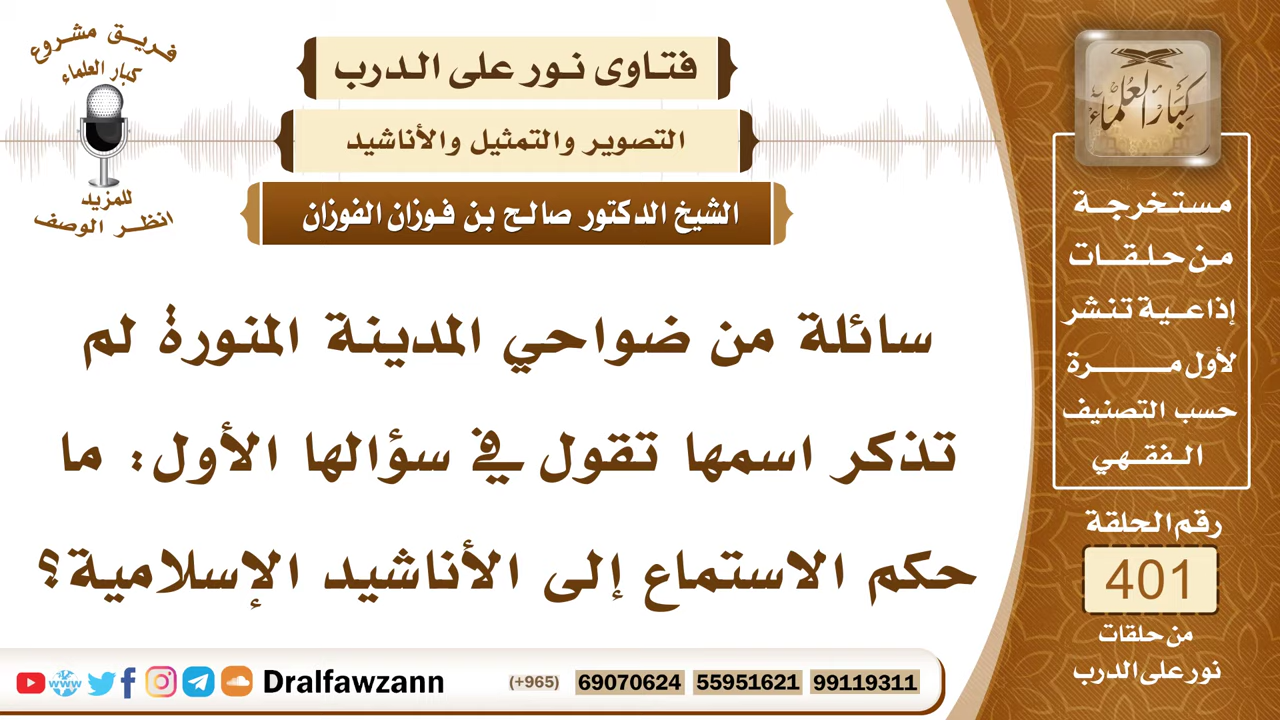 فريق مشروع
كبار العلماء
للمزيد
انظر الوصف
فتاوى نور على الدرب
التصوير والتمثيل والأناشيد
الشيخ الدكتور صالح بن فوزان الفوزان
سائلة من ضواحي المدينة المنورة لم
تذكر اسمها تقول في سؤالها الأول: ما
حكم الاستماع إلى الأناشيد الإسلامية؟
كبار العلماء
مستخرجة
من حلقات
إذاعية تنشر
لأول مرة
حسب التصنيف
الفقهي
رقم الحلقة
401
من حلقات
نور على الدرب
www Dralfawzann (+965) 69070624 55951621 99119311